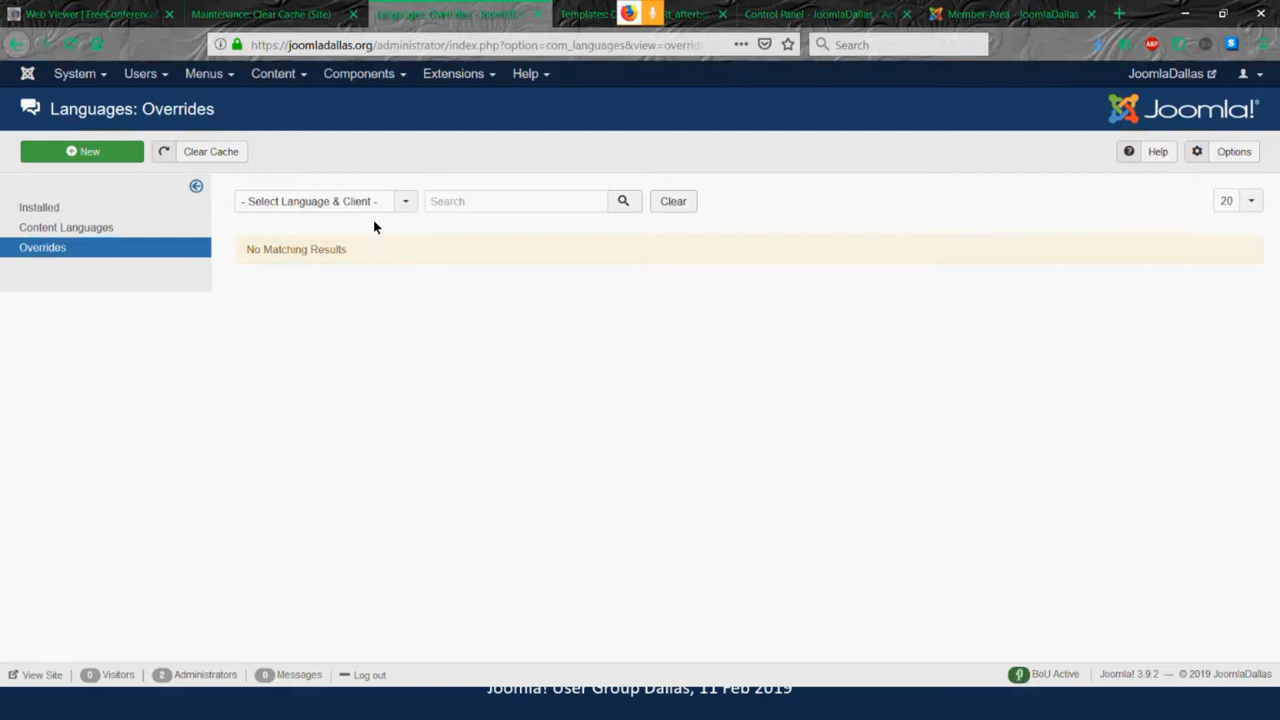 Web Viewer | FreeConference
Maintenance: Clear Cache (Site)
Languages: Overrides - Joomla
Templates: C
t_afterb
Control Panel - JoomlaDallas - A
Member-Area - JoomlaDallas
https://joomladallas.org/administrator/index.php?option=com_languages&view=overrid
Search
ABP
System
Users
Menus
Content
Components
Extensions
Help
JoomlaDallas
Languages: Overrides
Joomla!
New
Clear Cache
Help
Options
Installed
Content Languages
Overrides
- Select Language & Client -
Search
Clear
20
No Matching Results
View Site
0 Visitors
2 Administrators
0 Messages
Log out
BoU Active
Joomla! 3.9.2 — © 2019 JoomlaDallas
Joomla! User Group Dallas, 11 Feb 2019